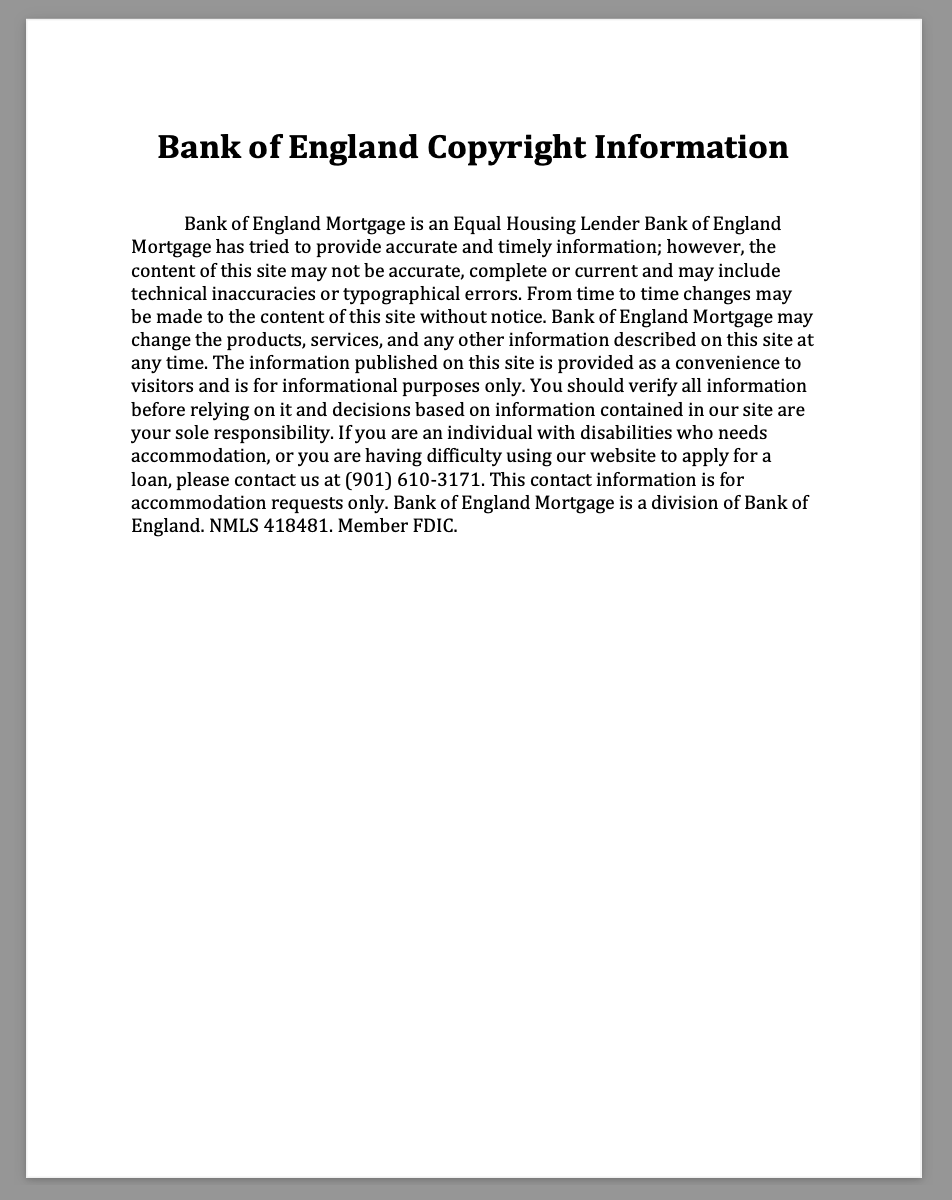 Bank of England Copyright Information
Bank of England Mortgage is an Equal Housing Lender Bank of England
Mortgage has tried to provide accurate and timely information; however, the
content of this site may not be accurate, complete or current and may include
technical inaccuracies or typographical errors. From time to time changes may
be made to the content of this site without notice. Bank of England Mortgage may
change the products, services, and any other information described on this site at
any time. The information published on this site is provided as a convenience to
visitors and is for informational purposes only. You should verify all information
before relying on it and decisions based on information contained in our site are
your sole responsibility. If you are an individual with disabilities who needs
accommodation, or you are having difficulty using our website to apply for a
loan, please contact us at (901) 610-3171. This contact information is for
accommodation requests only. Bank of England Mortgage is a division of Bank of
England. NMLS 418481. Member FDIC.